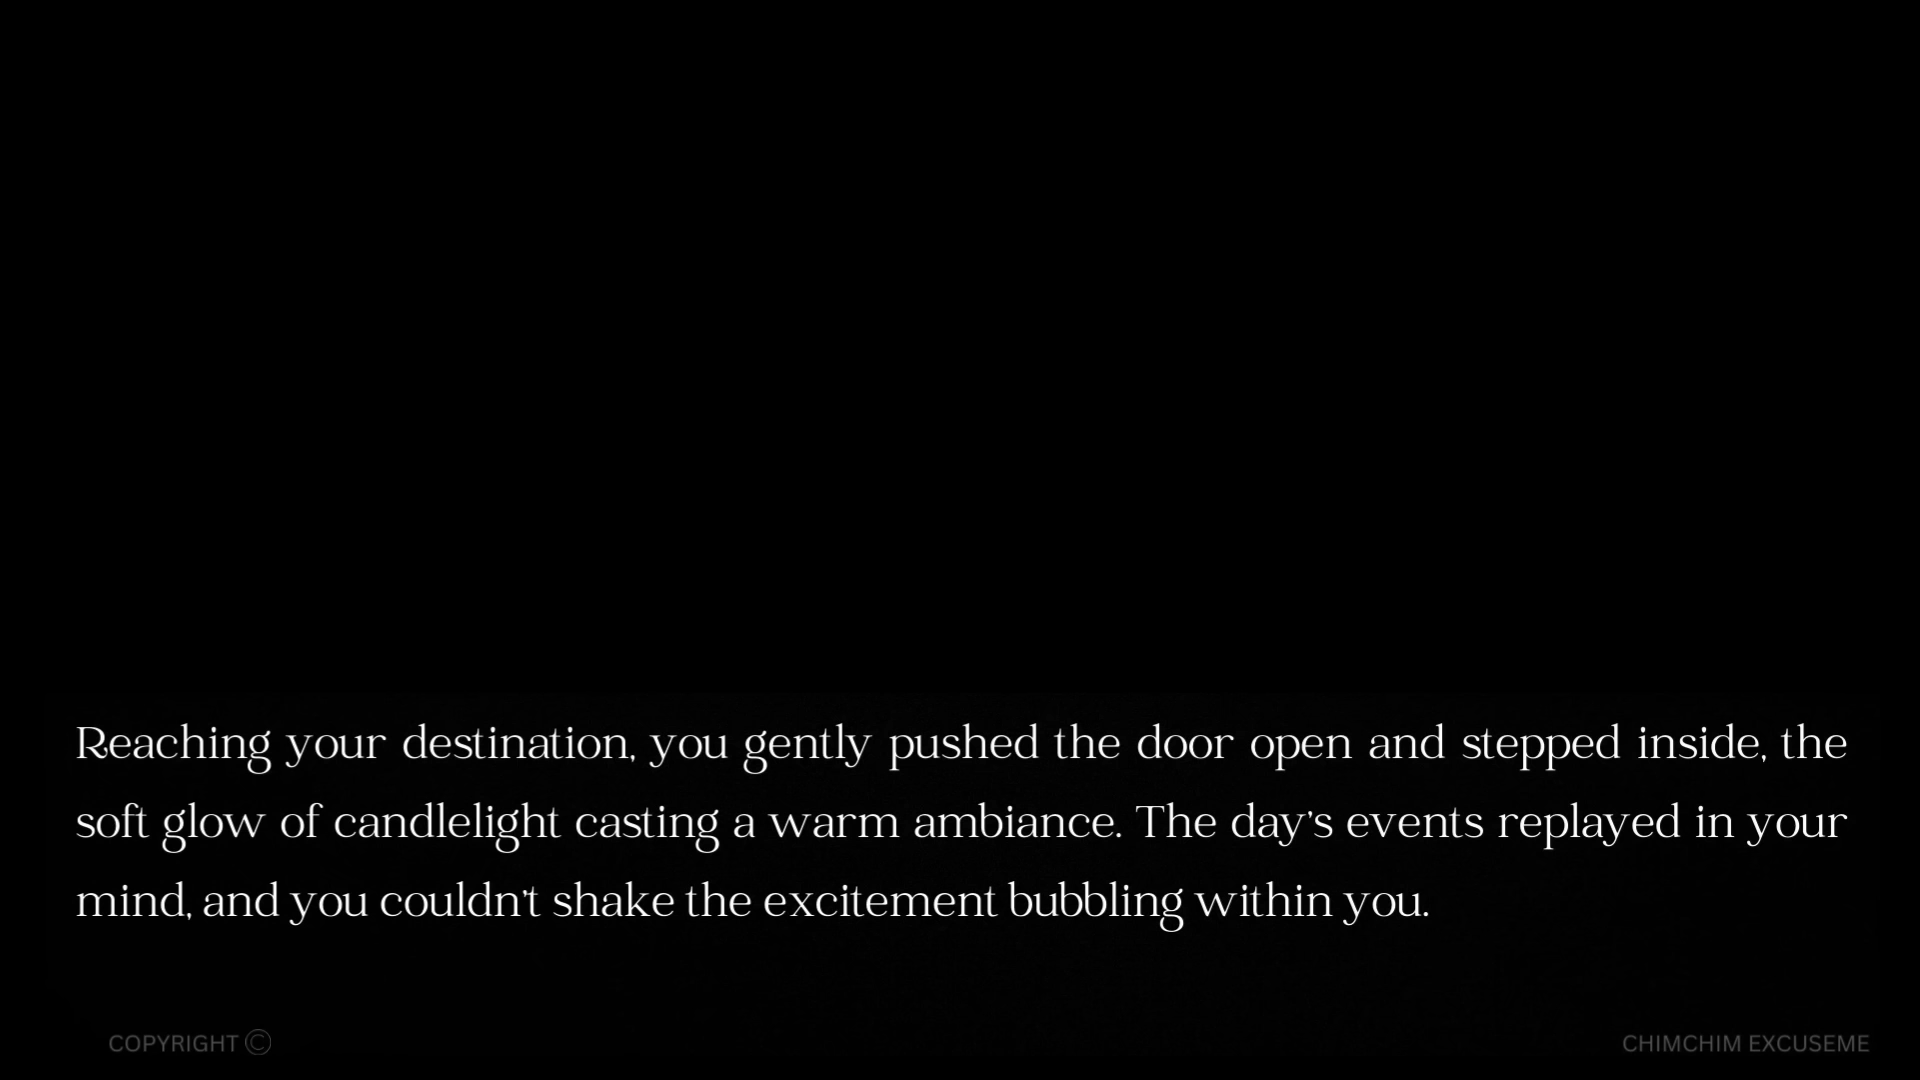 Reaching your destination, you gently pushed the door open and stepped inside, the
soft glow of candlelight casting a warm ambiance. The day's events replayed in your
mind, and you couldn't shake the excitement bubbling within you.
COPYRIGHT © CHIMCHIM EXCUSEME